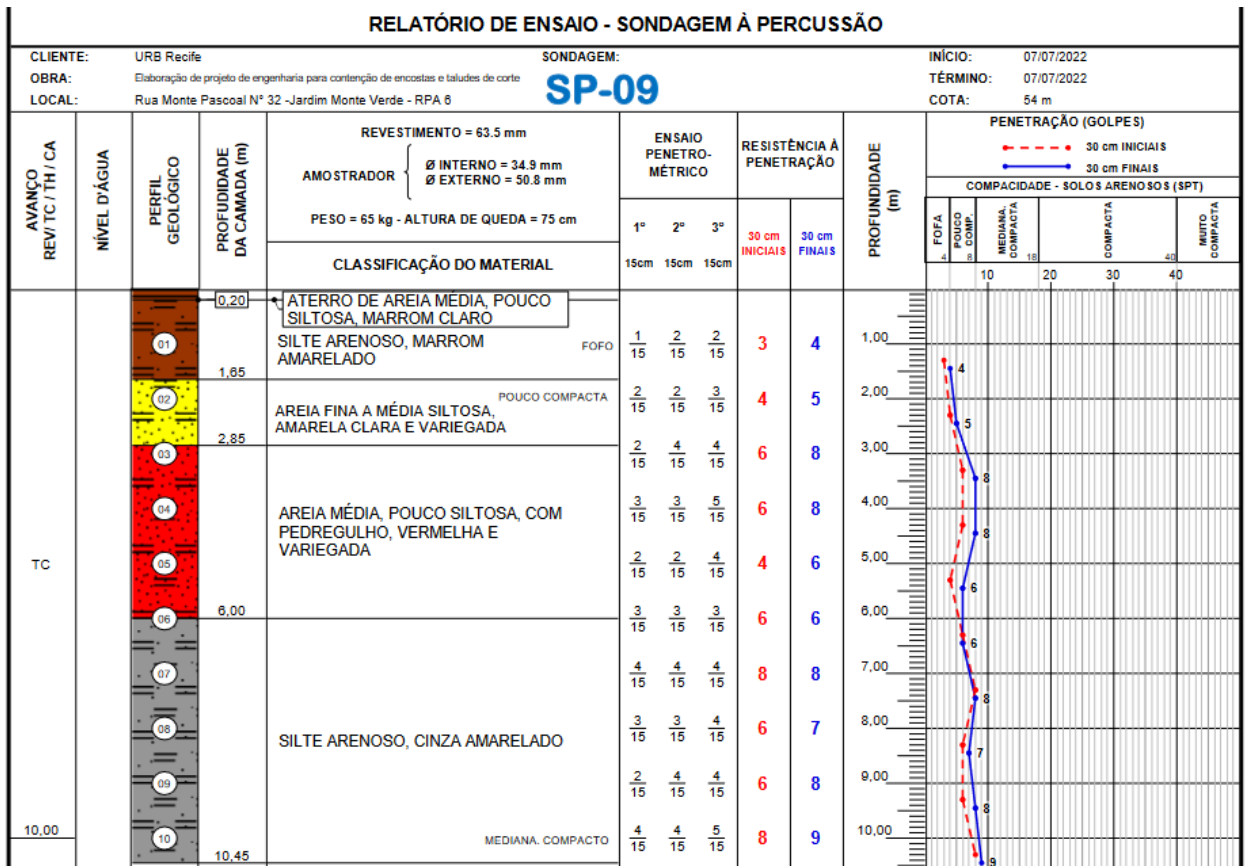 RELATÓRIO DE ENSAIO - SONDAGEM À PERCUSSÃO
CLIENTE: URB Recife
OBRA: Elaboração de projeto de engenharia para contenção de encostas e taludes de corte
LOCAL: Rua Monte Pascoal N° 32 -Jardim Monte Verde - RPA 6
SONDAGEM:
SP-09
INÍCIO: 07/07/2022
TÉRMINO: 07/07/2022
COTA: 54 m
AVANÇO
REV/ TC / TH / CA
NÍVEL D'ÁGUA
PERFIL
GEOLÓGICO
PROFUDIDADE
DA CAMADA (m)
REVESTIMENTO = 63.5 mm
AMOSTRADOR
Ø INTERNO = 34.9 mm
Ø EXTERNO = 50.8 mm
PESO = 65 kg - ALTURA DE QUEDA = 75 cm
CLASSIFICAÇÃO DO MATERIAL
ENSAIO
PENETRO-
MÉTRICO
1° 2° 3°
15cm 15cm 15cm
RESISTÊNCIA À
PENETRAÇÃO
30 cm
INICIAIS
30 cm
FINAIS
PROFUNDIDADE
(m)
PENETRAÇÃO (GOLPES)
30 cm INICIAIS
30 cm FINAIS
COMPACIDADE - SOLOS ARENOSOS (SPT)
FOFA
4
POUCO
COMP.
8
MEDIANA.
COMPACTA
18
COMPACTA
40
MUITO
COMPACTA
10 20 30 40
0,20
ATERRO DE AREIA MÉDIA, POUCO
SILTOSA, MARROM CLARO
01
SILTE ARENOSO, MARROM
AMARELADO
FOFO
1/15 2/15 2/15 3 4
1,00
4
1,65
02
POUCO COMPACTA
AREIA FINA A MÉDIA SILTOSA,
AMARELA CLARA E VARIEGADA
2/15 2/15 3/15 4 5
2,00
5
2,85
03
2/15 4/15 4/15 6 8
3,00
8
04
AREIA MÉDIA, POUCO SILTOSA, COM
PEDREGULHO, VERMELHA E
VARIEGADA
3/15 3/15 5/15 6 8
4,00
8
TC
05
2/15 2/15 4/15 4 6
5,00
6
6,00
06
3/15 3/15 3/15 6 6
6,00
6
07
4/15 4/15 4/15 8 8
7,00
8
08
SILTE ARENOSO, CINZA AMARELADO
3/15 3/15 4/15 6 7
8,00
7
09
2/15 4/15 4/15 6 8
9,00
8
10,00
10
MEDIANA. COMPACTO
4/15 4/15 5/15 8 9
10,00
9
10,45